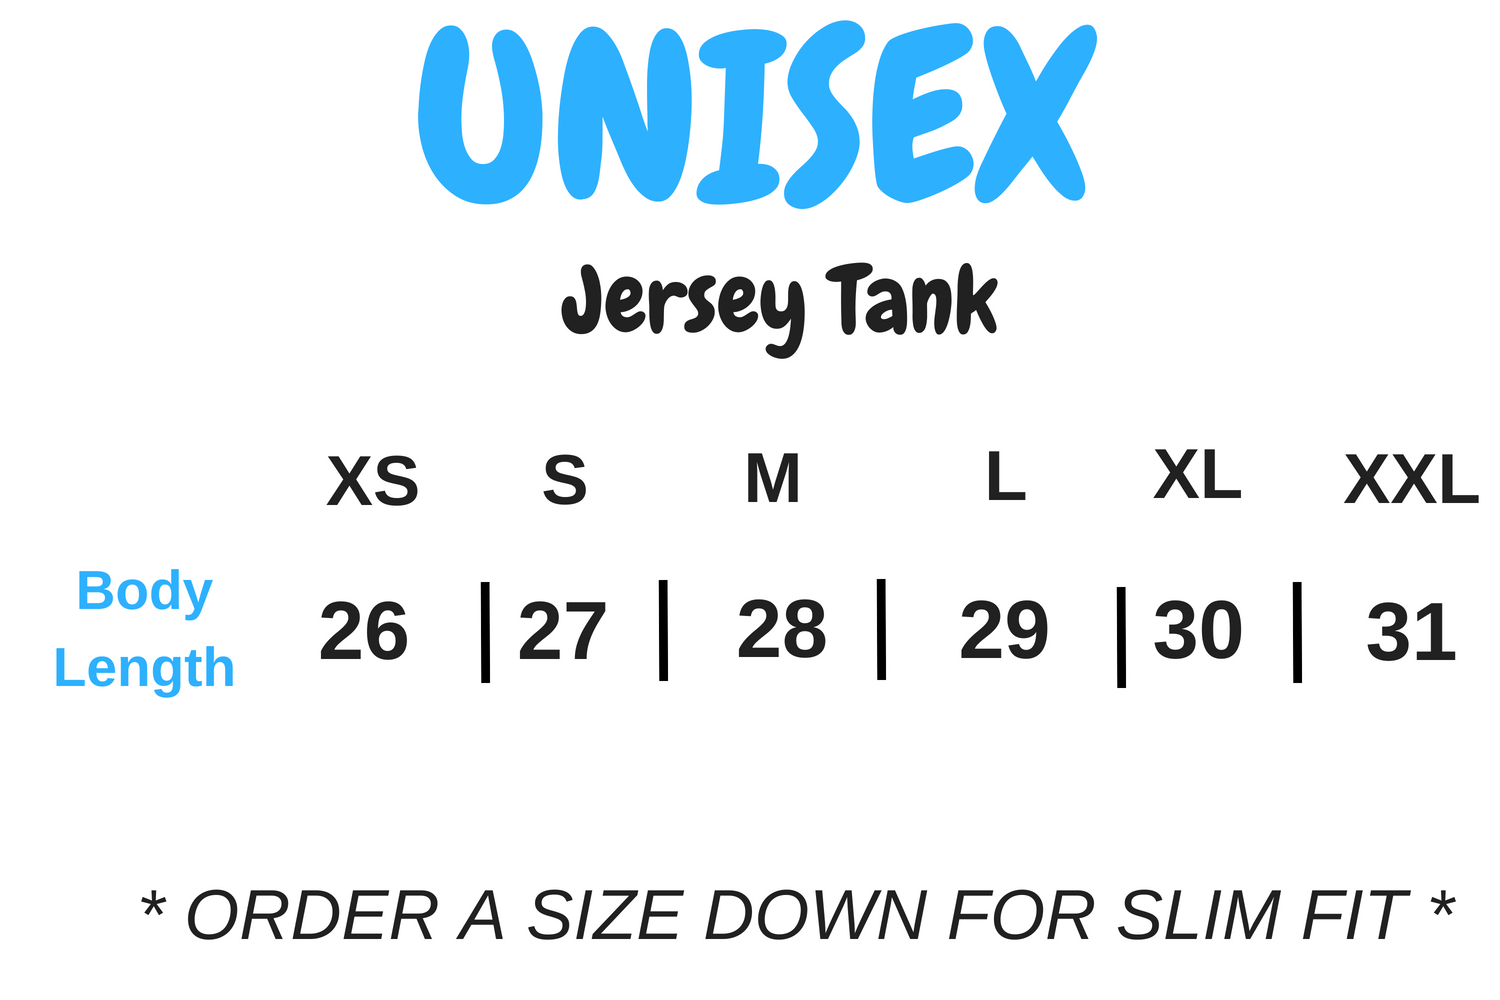 UNISEX
Jersey Tank
XS S M L XL XXL
Body
Length
26 | 27 | 28 | 29 | 30 | 31
* ORDER A SIZE DOWN FOR SLIM FIT *